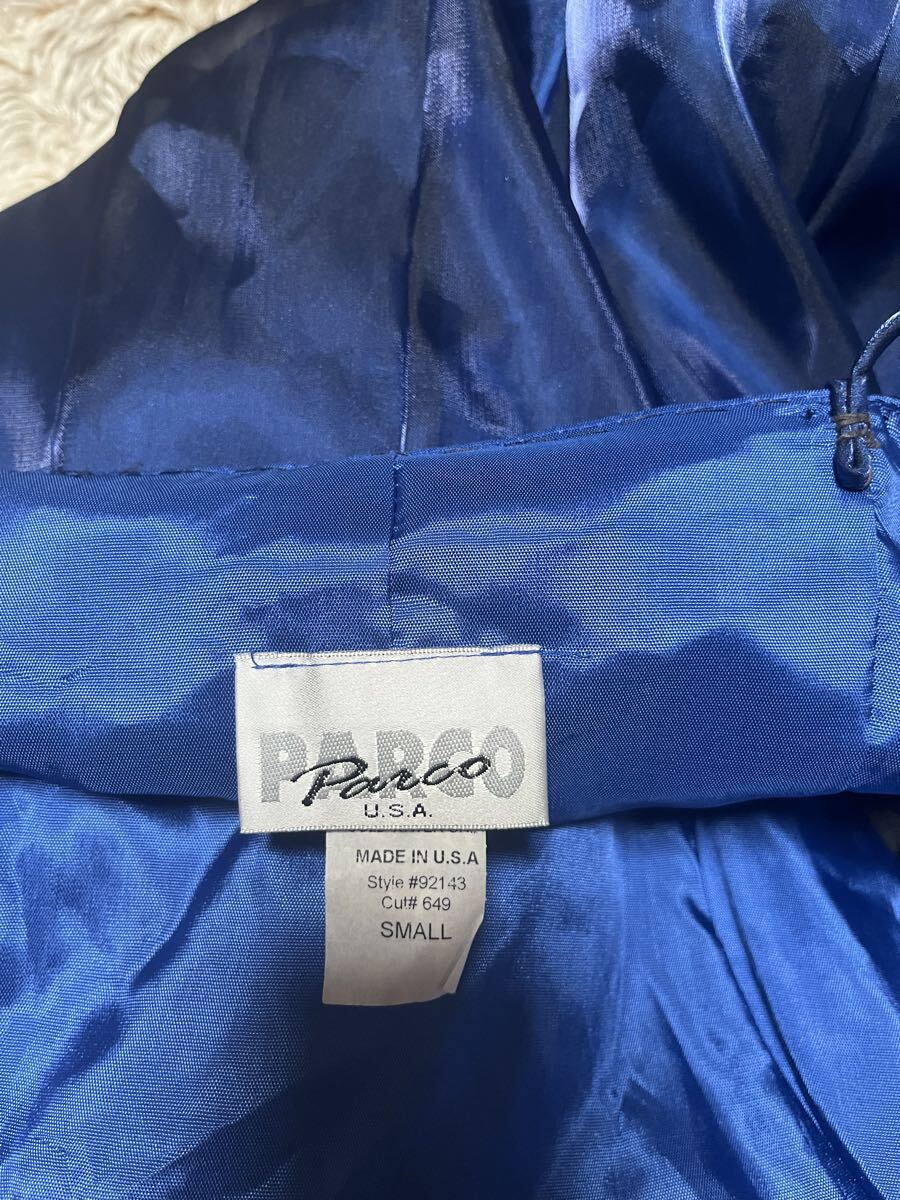 PARCO
Parco
U.S.A.
MADE IN U.S.A
Style #92143
Cut# 649
SMALL